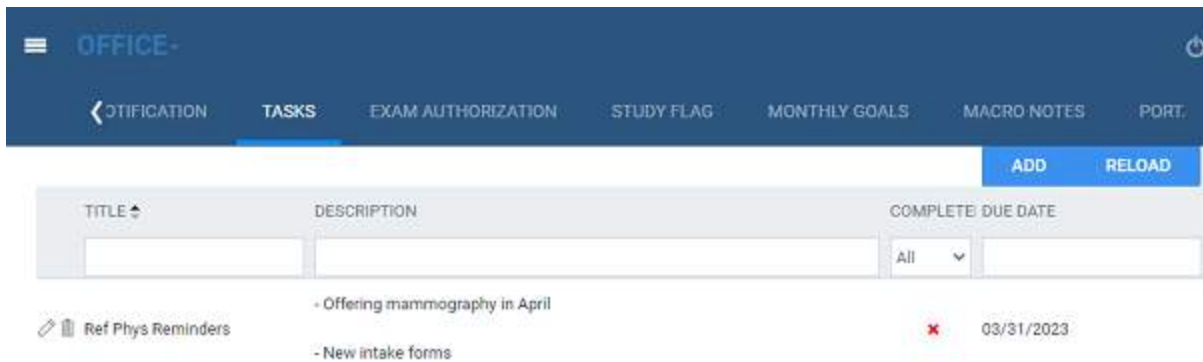 OFFICE-
OTIFICATION TASKS EXAM AUTHORIZATION STUDY FLAG MONTHLY GOALS MACRO NOTES PORT
ADD RELOAD
TITLE DESCRIPTION COMPLETE DUE DATE
All
- Offering mammography in April
Ref Phys Reminders 03/31/2023
- New intake forms